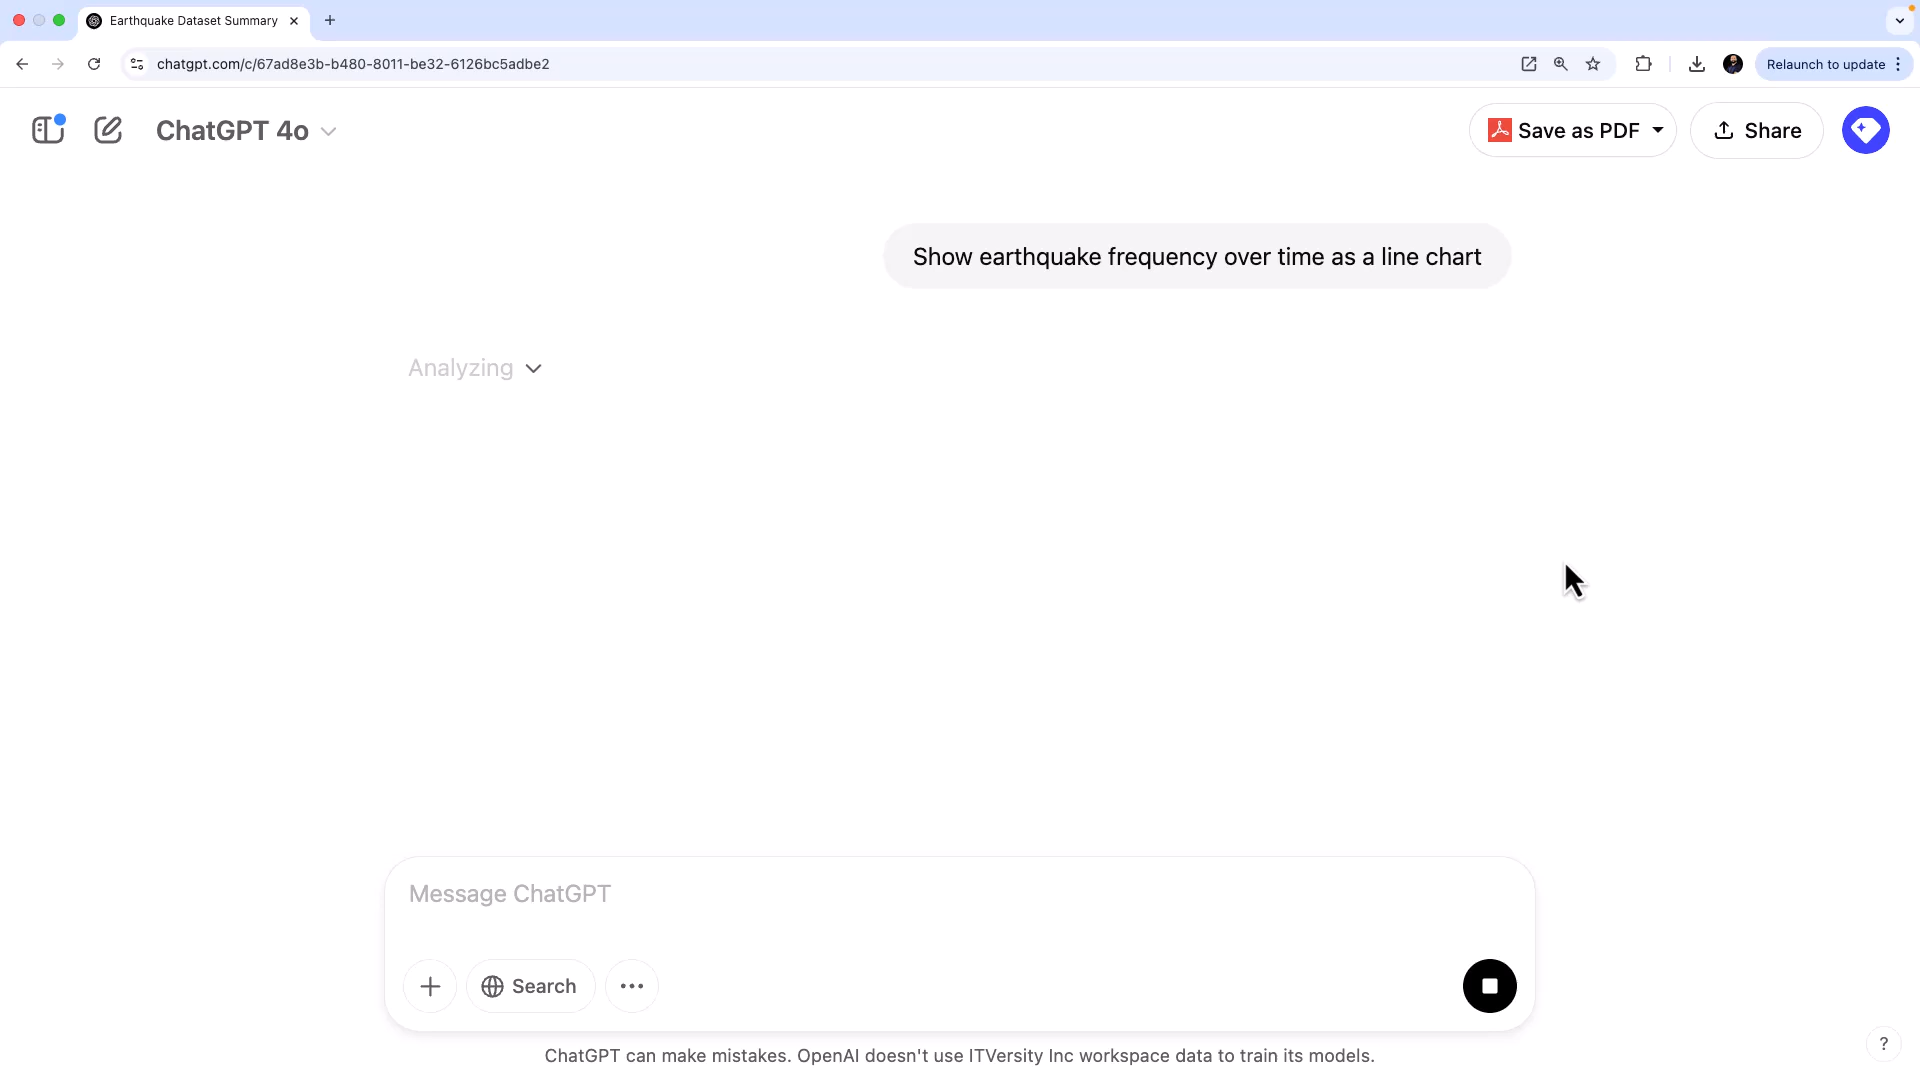 Earthquake Dataset Summary
chatgpt.com/c/67ad8e3b-b480-8011-be32-6126bc5adbe2
Relaunch to update
ChatGPT 4o
Save as PDF
Share
Show earthquake frequency over time as a line chart
Analyzing
Message ChatGPT
Search
ChatGPT can make mistakes. OpenAI doesn't use ITVersity Inc workspace data to train its models.
?